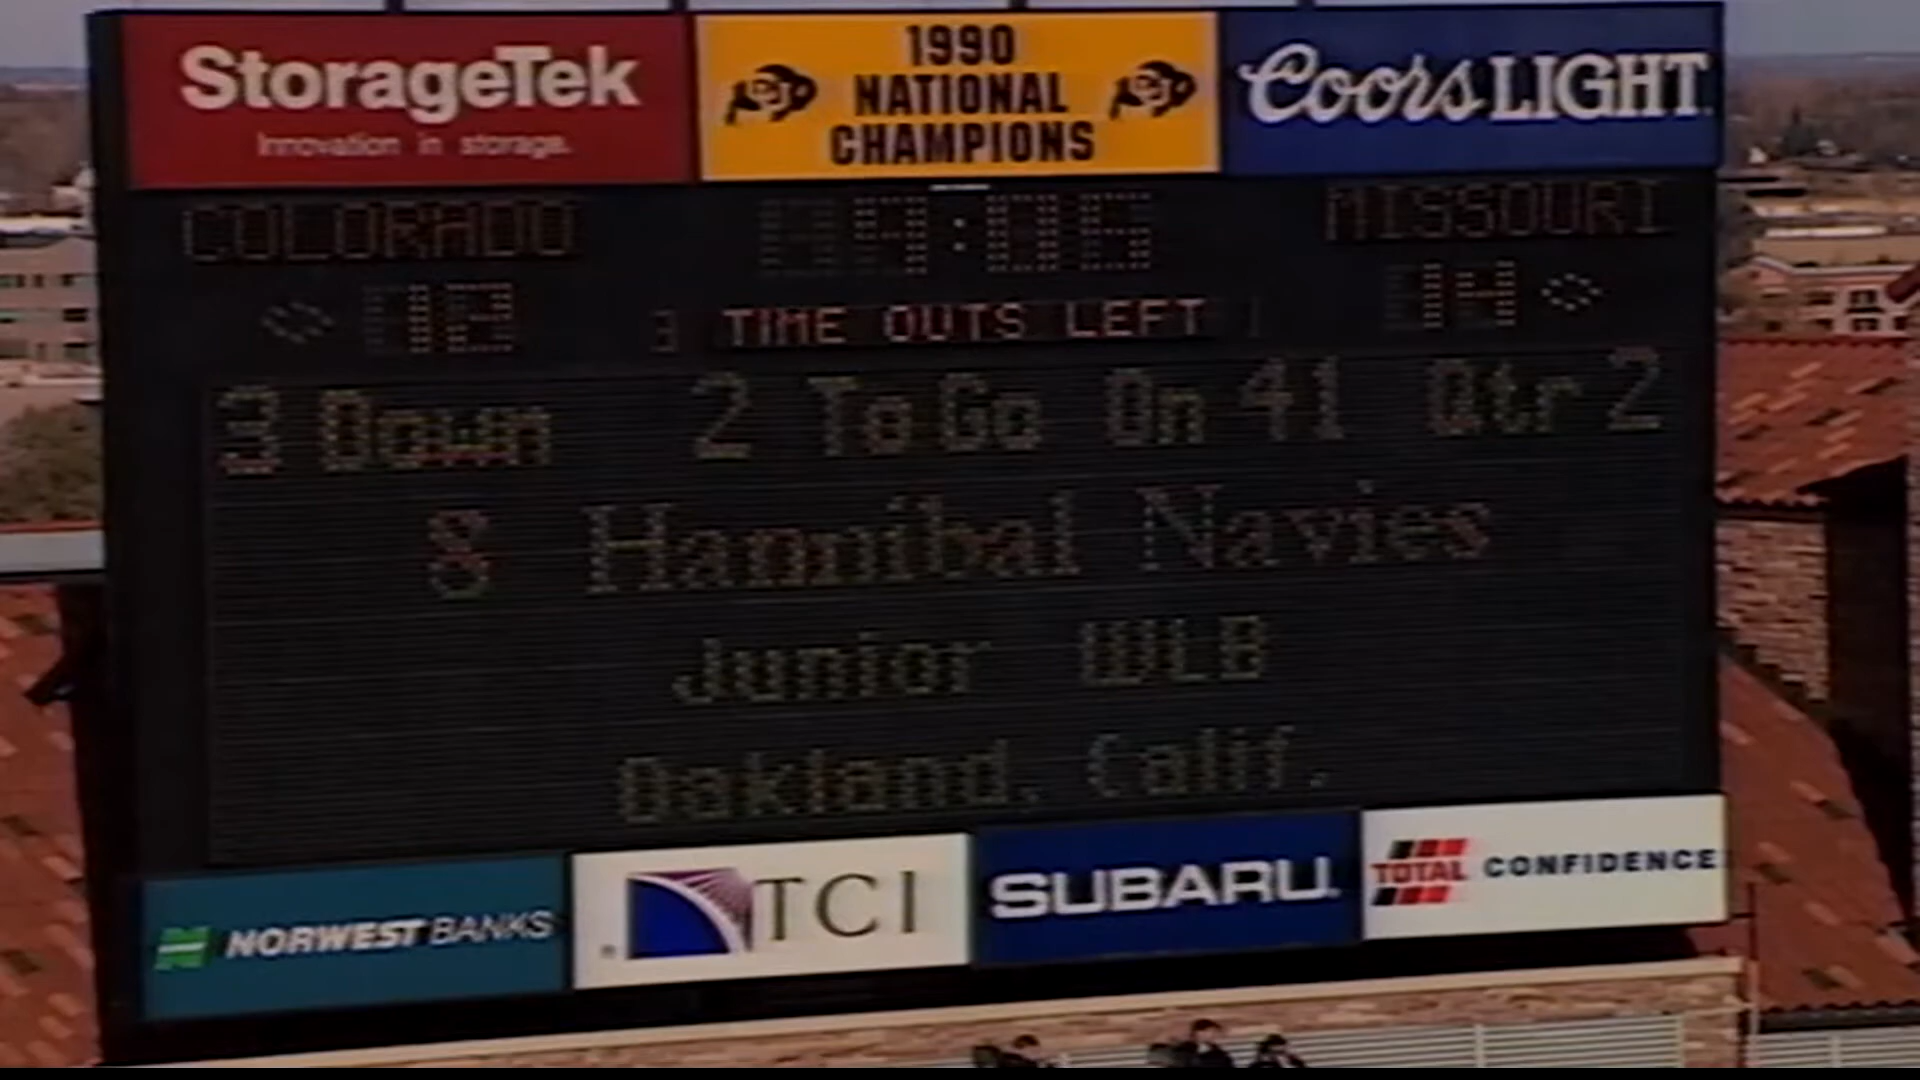 StorageTek
Innovation in storage.
1990
NATIONAL
CHAMPIONS
Coors LIGHT
COLORADO
MISSOURI
TIME OUTS LEFT
3 Down 2 To Go On 41 Qtr 2
8 Hannibal Navies
Junior WLB
Oakland, Calif.
NORWEST BANKS
TCI
SUBARU
TOTAL CONFIDENCE